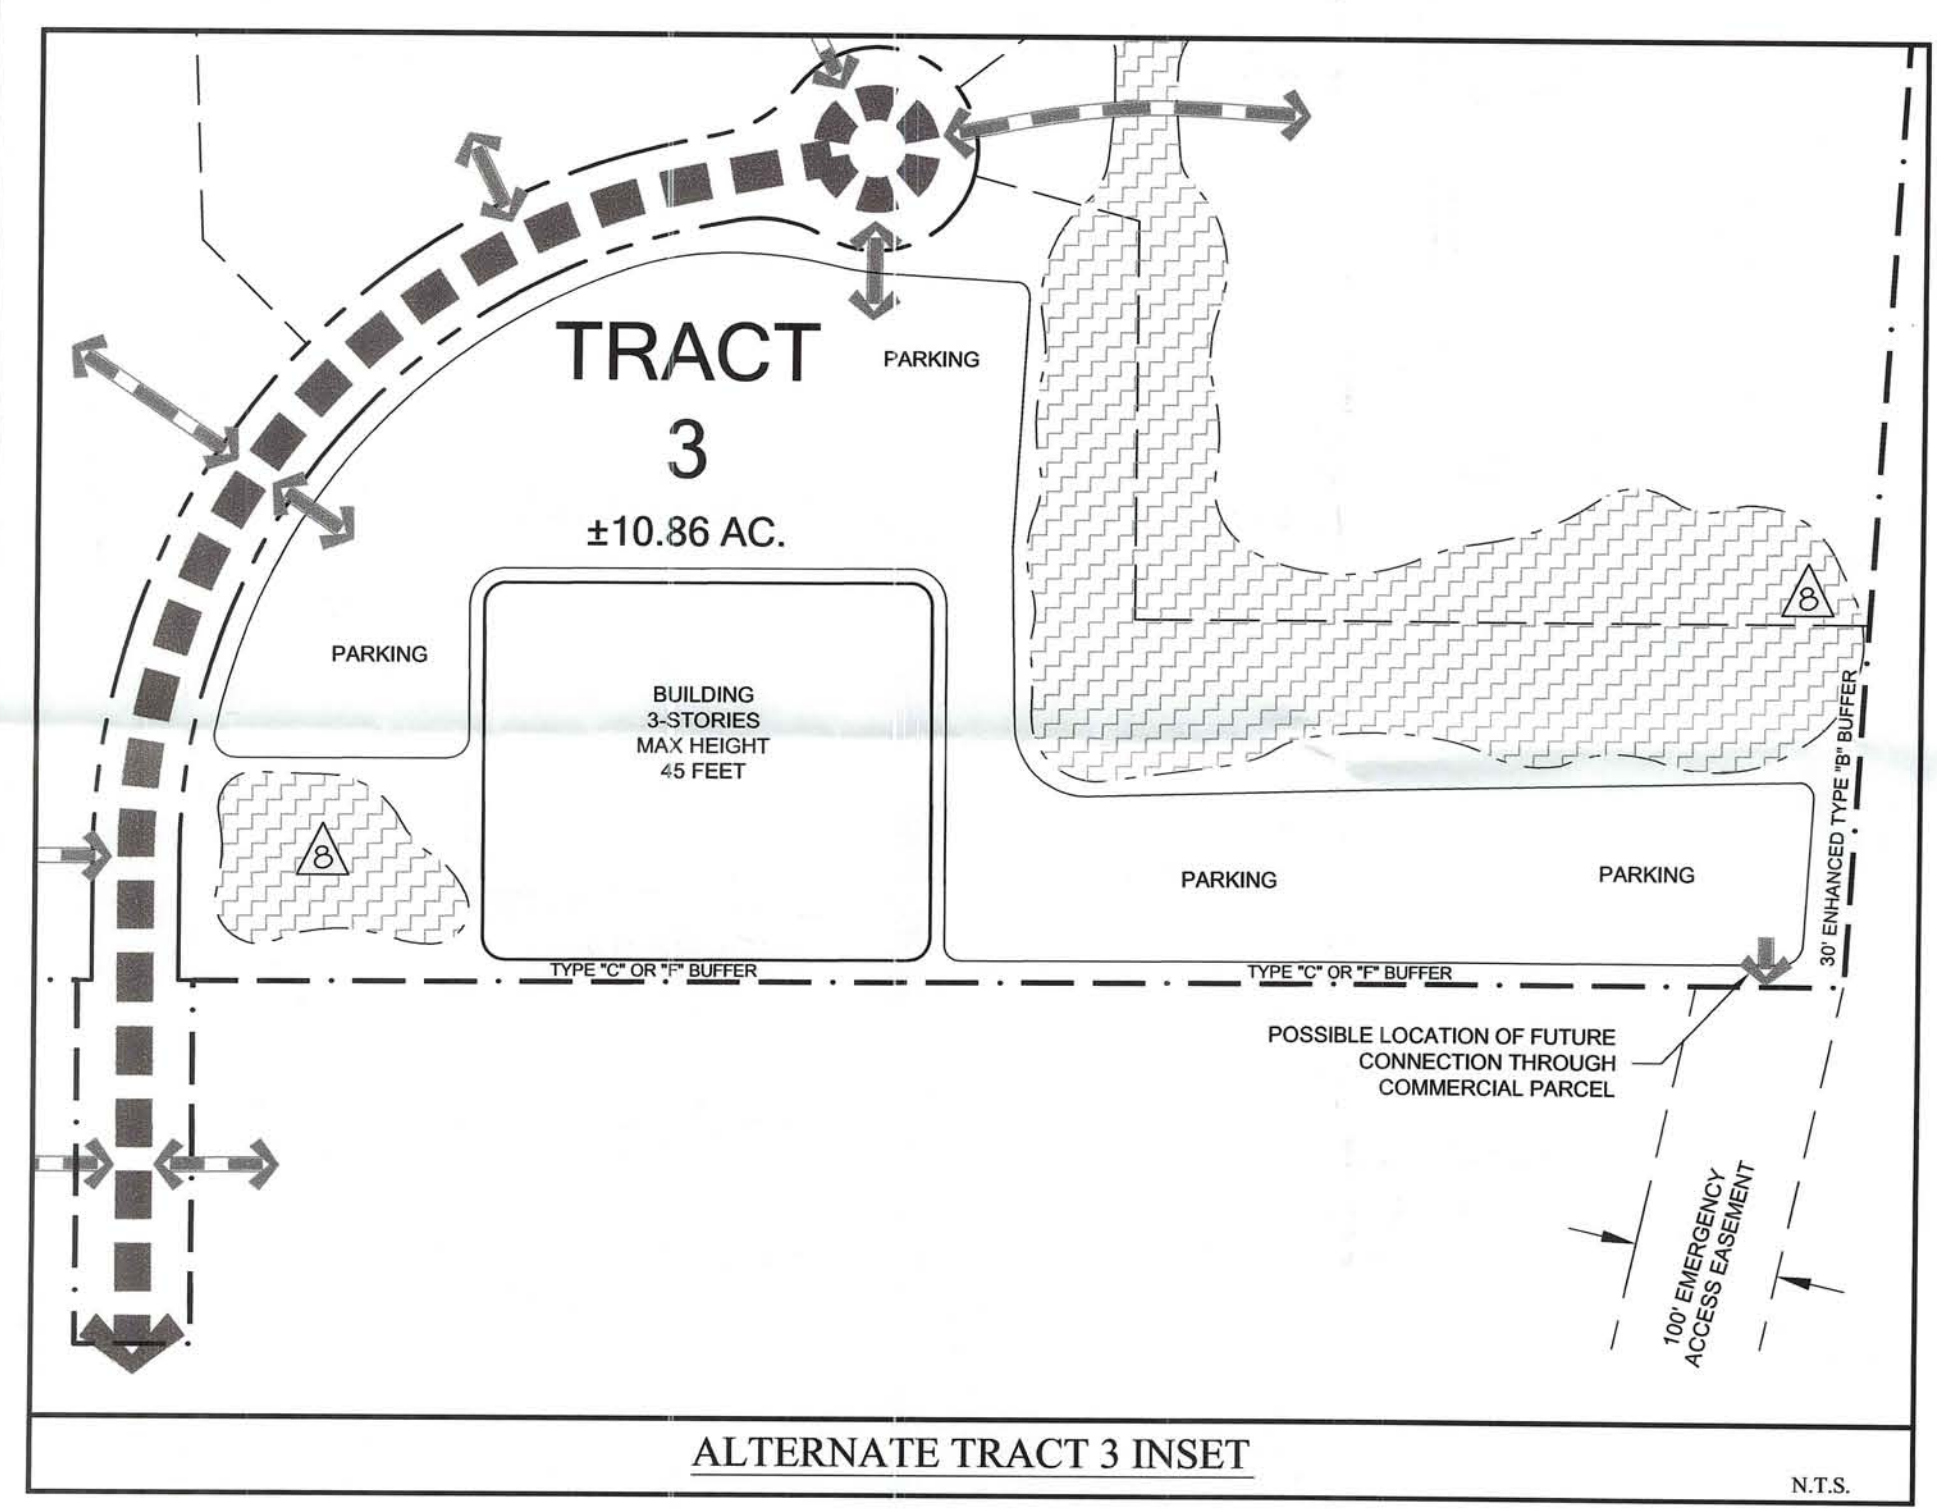 TRACT
3
±10.86 AC.
PARKING
PARKING
BUILDING
3-STORIES
MAX HEIGHT
45 FEET
8
8
PARKING
PARKING
30' ENHANCED TYPE "B" BUFFER
TYPE "C" OR "F" BUFFER
TYPE "C" OR "F" BUFFER
POSSIBLE LOCATION OF FUTURE
CONNECTION THROUGH
COMMERCIAL PARCEL
100' EMERGENCY
ACCESS EASEMENT
ALTERNATE TRACT 3 INSET
N.T.S.